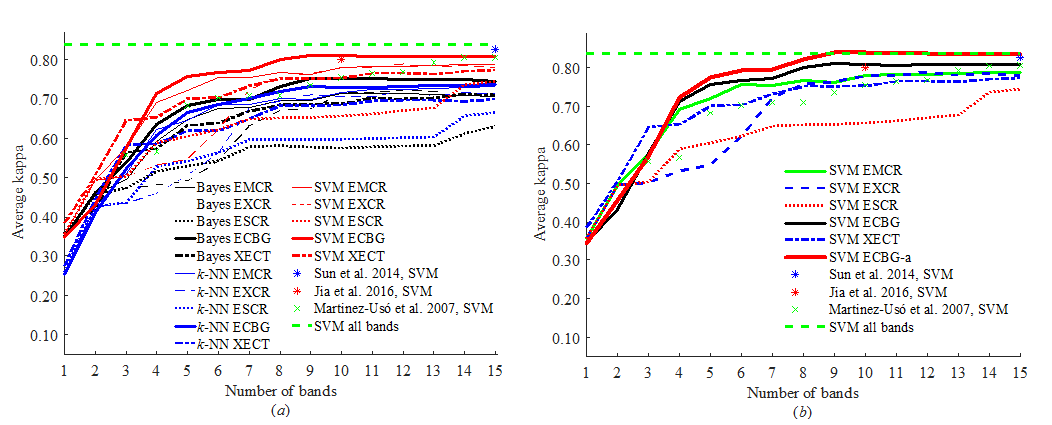 0.80
0.70
0.60
0.50
0.40
0.30
0.20
0.10
Average kappa
1 2 3 4 5 6 7 8 9 10 11 12 13 14 15
Number of bands
(a)
Bayes EMCR
Bayes EXCR
Bayes ESCR
Bayes ECBG
Bayes XECT
k-NN EMCR
k-NN EXCR
k-NN ESCR
k-NN ECBG
k-NN XECT
SVM EMCR
SVM EXCR
SVM ESCR
SVM ECBG
SVM XECT
Sun et al. 2014, SVM
Jia et al. 2016, SVM
Martinez-Usó et al. 2007, SVM
SVM all bands
0.80
0.70
0.60
0.50
0.40
0.30
0.20
0.10
Average kappa
1 2 3 4 5 6 7 8 9 10 11 12 13 14 15
Number of bands
(b)
SVM EMCR
SVM EXCR
SVM ESCR
SVM ECBG
SVM XECT
SVM ECBG-a
Sun et al. 2014, SVM
Jia et al. 2016, SVM
Martinez-Usó et al. 2007, SVM
SVM all bands